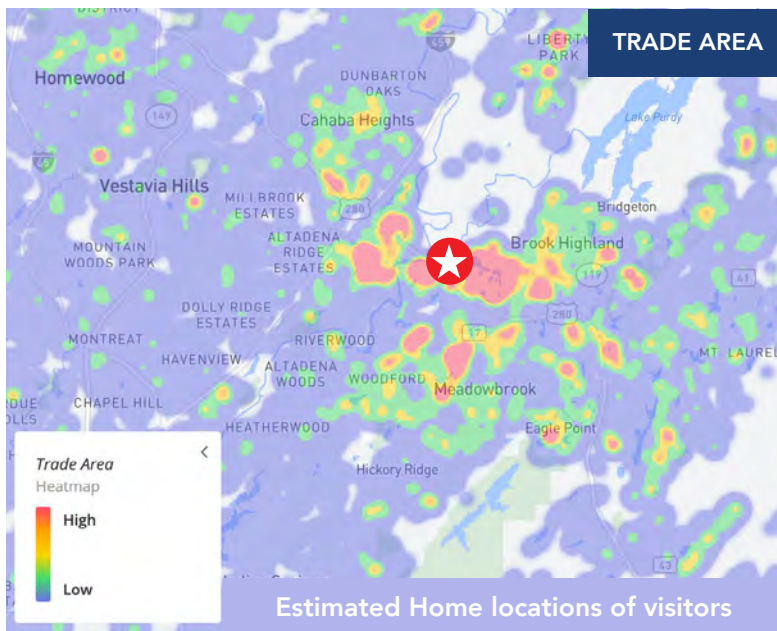 DISTRICT
LIBERTY
PARK
TRADE AREA
459
Homewood
DUNBARTON
OAKS
149
Cahaba Heights
Lake Purdy
65
Vestavia Hills
MILLBROOK
ESTATES
280
Bridgeton
ALTADENA
RIDGE
ESTATES
Brook Highland
MOUNTAIN
WOODS PARK
119
41
DOLLY RIDGE
ESTATES
280
17
MONTREAT
RIVERWOOD
MT LAUREL
HAVENVIEW
ALTADENA
WOODS
WOODFORD
Meadowbrook
CHAPEL HILL
HEATHERWOOD
Eagle Point
Hickory Ridge
Trade Area
Heatmap
High
Low
43
Estimated Home locations of visitors